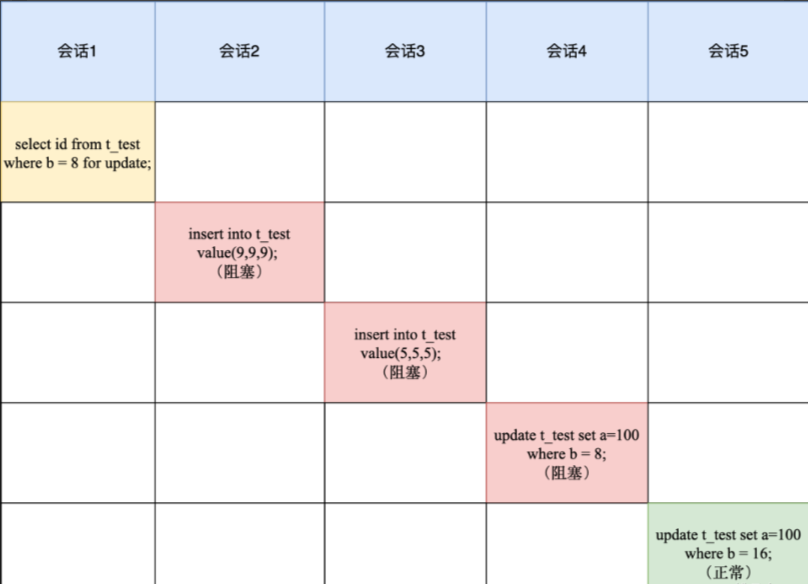 会话1
会话2
会话3
会话4
会话5
select id from t_test
where b = 8 for update;
insert into t_test
value(9,9,9);
（阻塞）
insert into t_test
value(5,5,5);
（阻塞）
update t_test set a=100
where b = 8;
（阻塞）
update t_test set a=100
where b = 16;
（正常）